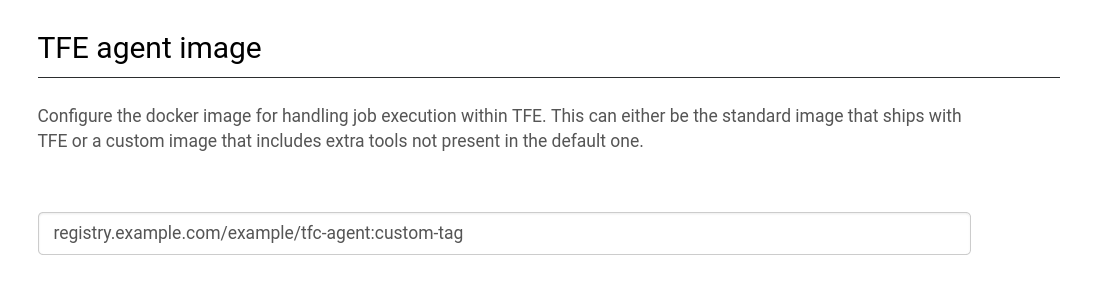 TFE agent image
Configure the docker image for handling job execution within TFE. This can either be the standard image that ships with
TFE or a custom image that includes extra tools not present in the default one.
registry.example.com/example/tfc-agent:custom-tag